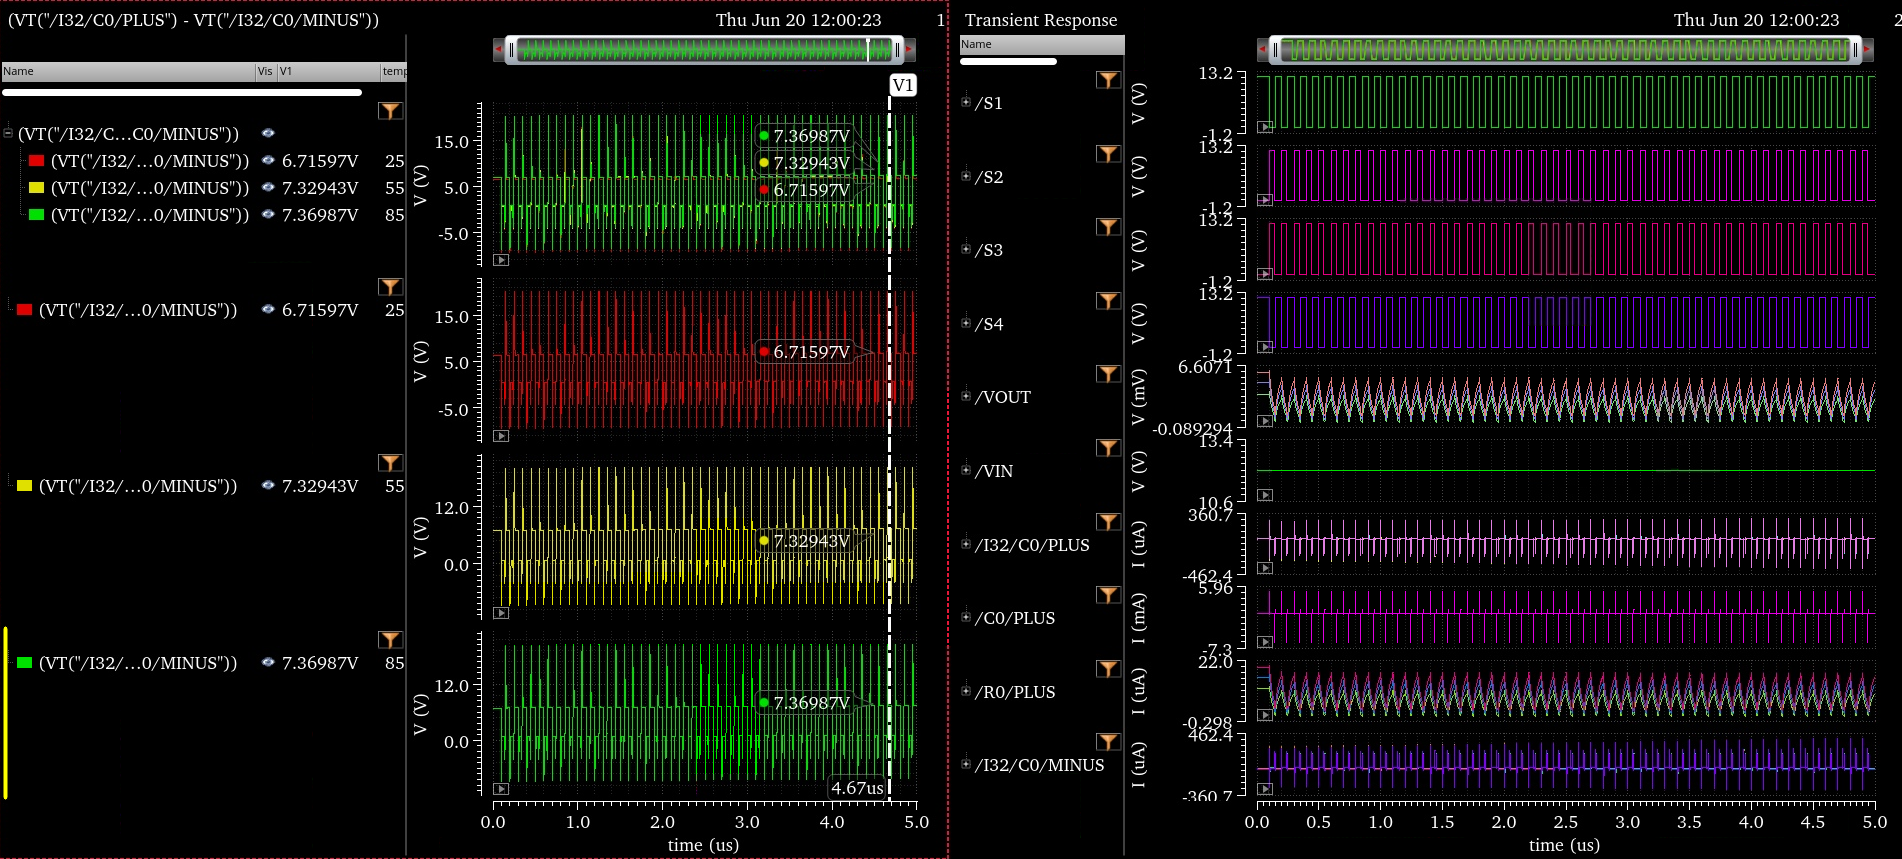 (VT("/I32/C0/PLUS") - VT("/I32/C0/MINUS"))
Thu Jun 20 12:00:23
1
Name Vis V1 temp
(VT("/I32/C...C0/MINUS"))
(VT("/I32/...0/MINUS")) 6.71597V 25
(VT("/I32/...0/MINUS")) 7.32943V 55
(VT("/I32/...0/MINUS")) 7.36987V 85
(VT("/I32/...0/MINUS")) 6.71597V 25
(VT("/I32/...0/MINUS")) 7.32943V 55
(VT("/I32/...0/MINUS")) 7.36987V 85
V1
V (V)
15.0
5.0
-5.0
7.36987V
7.32943V
6.71597V
V (V)
15.0
5.0
-5.0
6.71597V
V (V)
12.0
0.0
7.32943V
V (V)
12.0
0.0
7.36987V
4.67us
0.0 1.0 2.0 3.0 4.0 5.0
time (us)
Transient Response
Thu Jun 20 12:00:23
2
Name
/S1
V (V)
13.2
-1.2
/S2
V (V)
13.2
-1.2
/S3
V (V)
13.2
-1.2
/S4
V (V)
13.2
-1.2
/VOUT
V (mV)
6.6071
-0.089294
/VIN
V (V)
13.4
10.6
/I32/C0/PLUS
I (uA)
360.7
-462.4
/C0/PLUS
I (mA)
5.96
-7.3
/R0/PLUS
I (uA)
22.0
-0.298
/I32/C0/MINUS
I (uA)
462.4
-360.7
0.0 0.5 1.0 1.5 2.0 2.5 3.0 3.5 4.0 4.5 5.0
time (us)